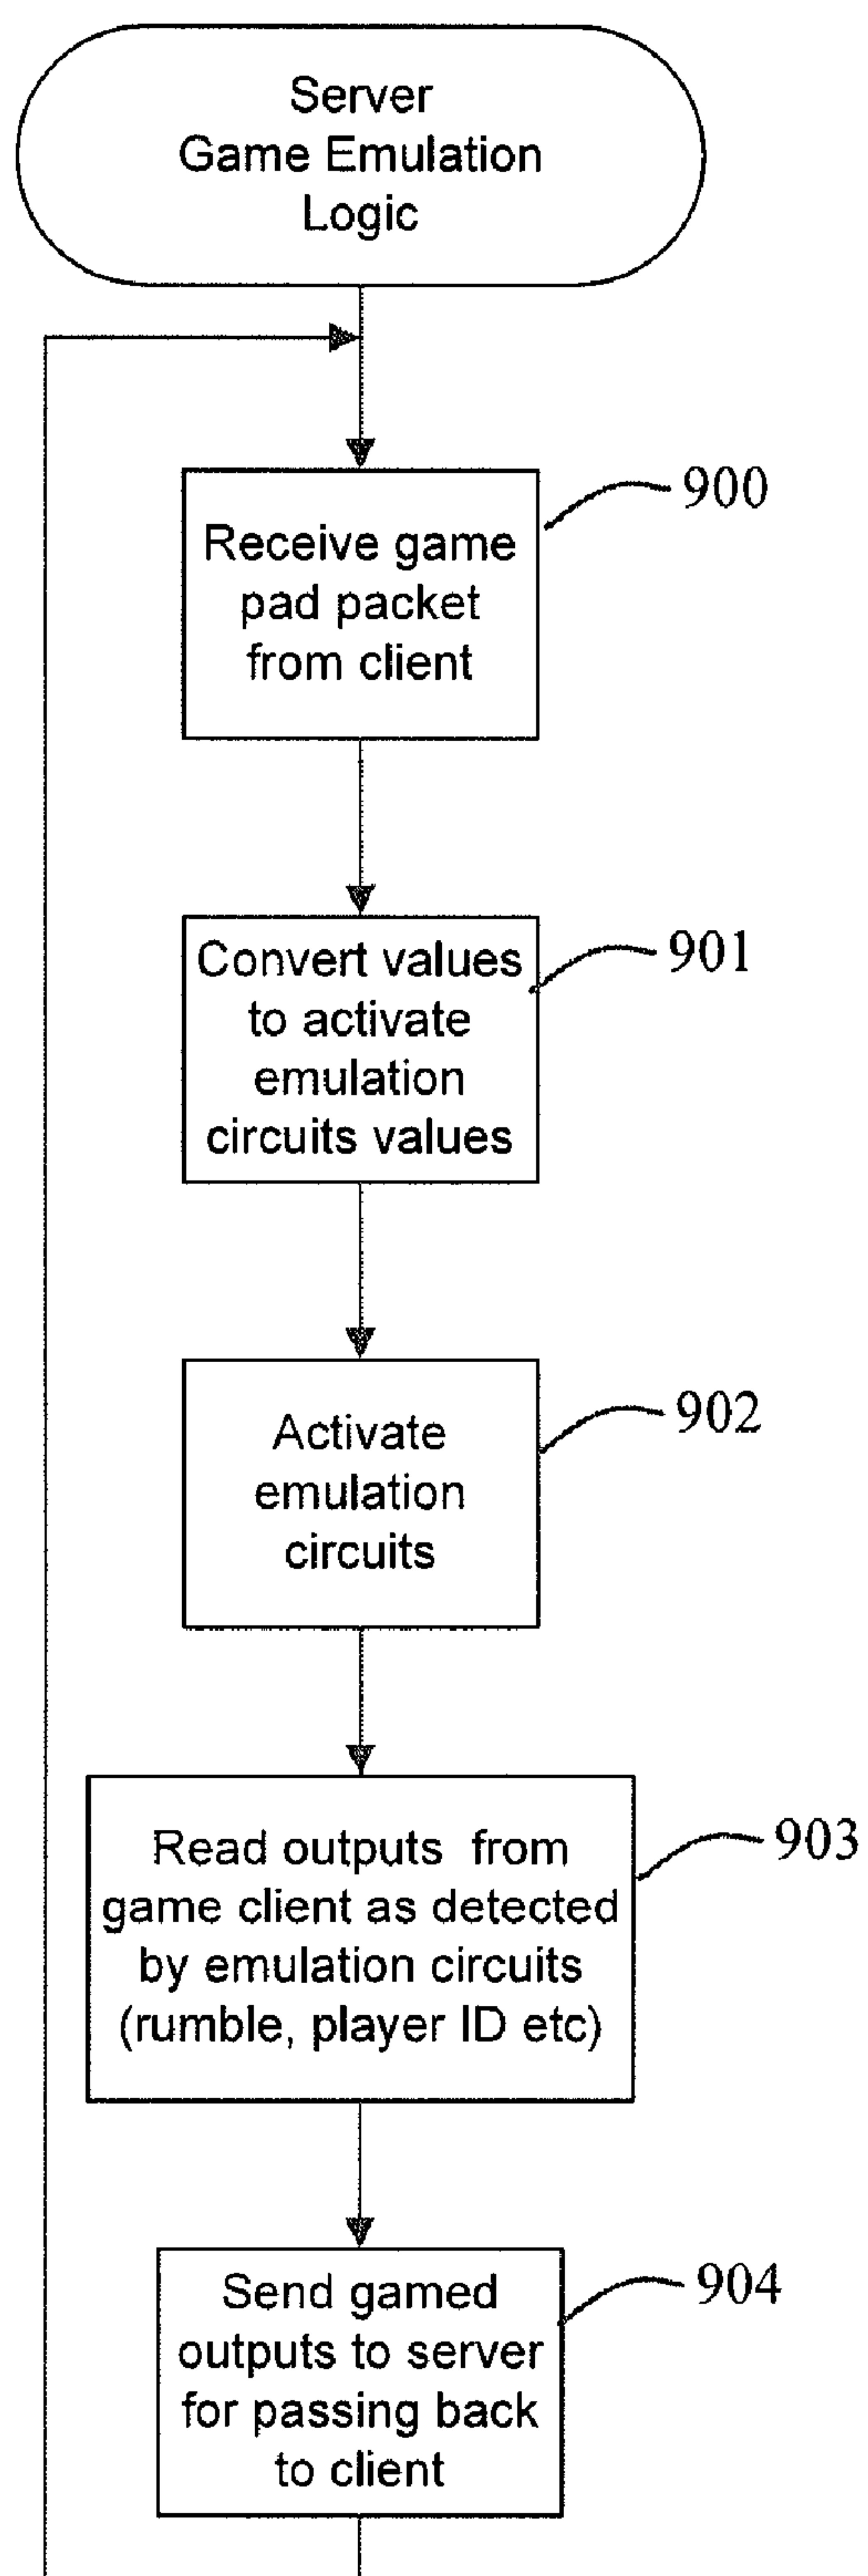 Server
Game Emulation
Logic
900
Receive game
pad packet
from client
901
Convert values
to activate
emulation
circuits values
902
Activate
emulation
circuits
903
Read outputs from
game client as detected
by emulation circuits
(rumble, player ID etc)
904
Send gamed
outputs to server
for passing back
to client